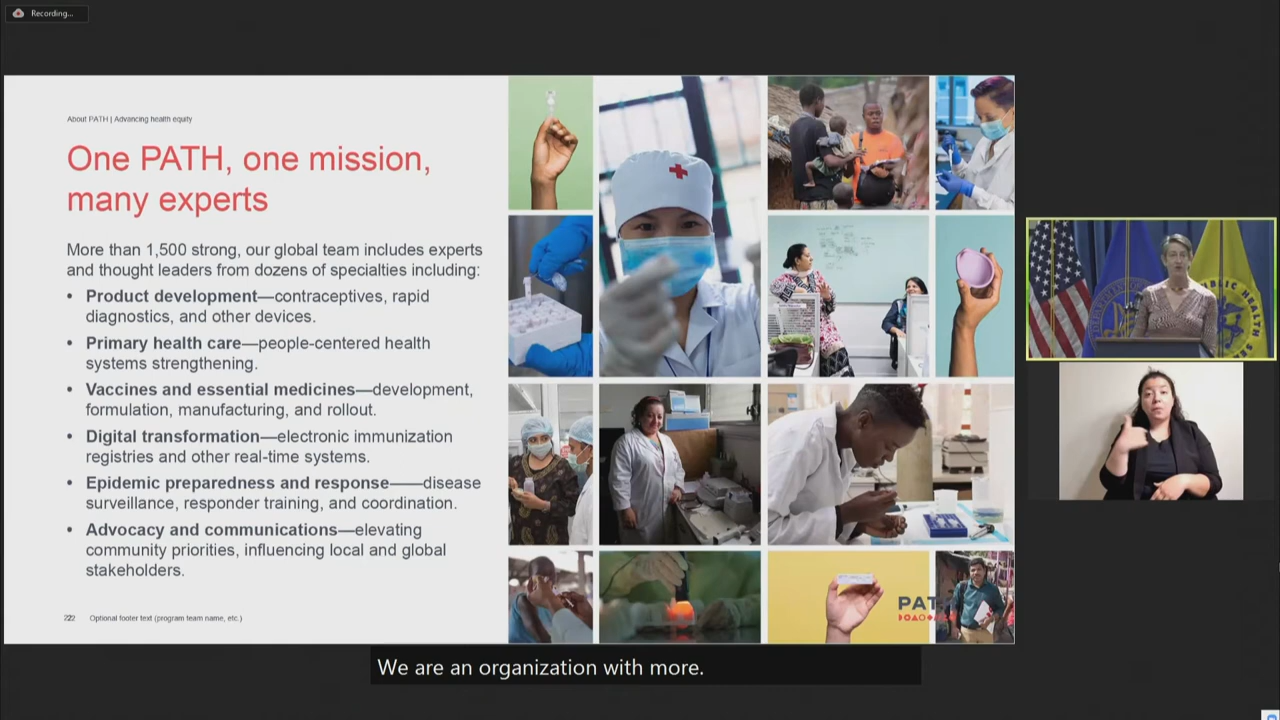 Recording...
About PATH | Advancing health equity
One PATH, one mission,
many experts
More than 1,500 strong, our global team includes experts
and thought leaders from dozens of specialties including:
• Product development—contraceptives, rapid
diagnostics, and other devices.
• Primary health care—people-centered health
systems strengthening.
• Vaccines and essential medicines—development,
formulation, manufacturing, and rollout.
• Digital transformation—electronic immunization
registries and other real-time systems.
• Epidemic preparedness and response——disease
surveillance, responder training, and coordination.
• Advocacy and communications—elevating
community priorities, influencing local and global
stakeholders.
Optional footer text (program team name, etc.)
We are an organization with more.